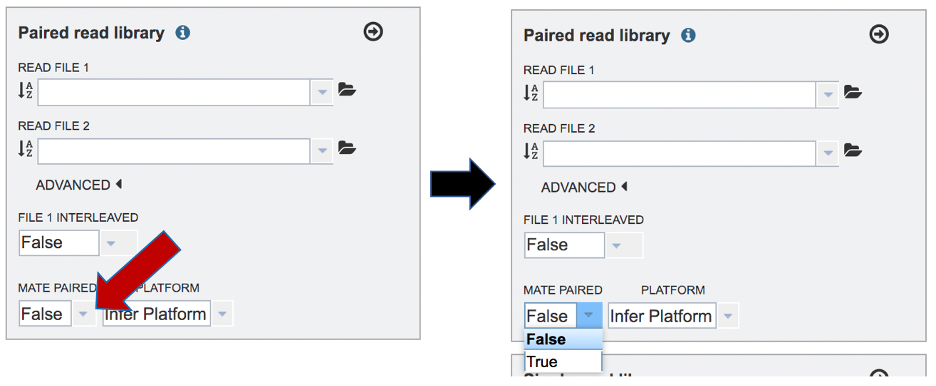 Paired read library
READ FILE 1
READ FILE 2
ADVANCED
FILE 1 INTERLEAVED
False
MATE PAIRED PLATFORM
False Infer Platform
Paired read library
READ FILE 1
READ FILE 2
ADVANCED
FILE 1 INTERLEAVED
False
MATE PAIRED PLATFORM
False Infer Platform
False
True